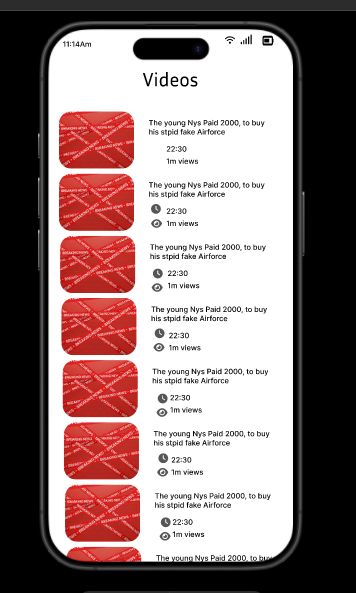 11:14Am
Videos
The young Nys Paid 2000, to buy
his stpid fake Airforce
22:30
1m views
The young Nys Paid 2000, to buy
his stpid fake Airforce
22:30
1m views
The young Nys Paid 2000, to buy
his stpid fake Airforce
22:30
1m views
The young Nys Paid 2000, to buy
his stpid fake Airforce
22:30
1m views
The young Nys Paid 2000, to buy
his stpid fake Airforce
22:30
1m views
The young Nys Paid 2000, to buy
his stpid fake Airforce
22:30
1m views
The young Nys Paid 2000, to buy
his stpid fake Airforce
22:30
1m views
The young Nys Paid 2000, to buy